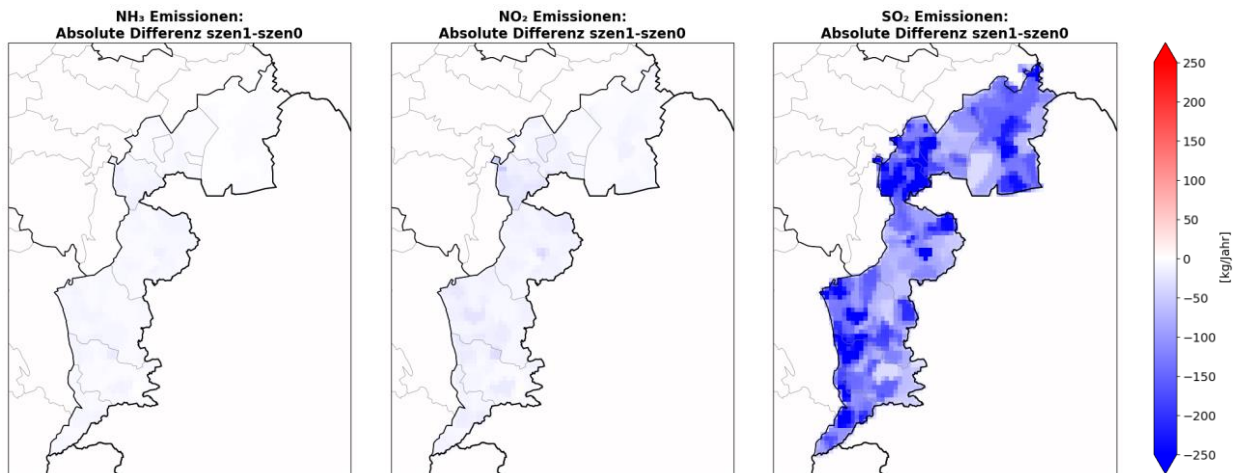 NH₃ Emissionen:
Absolute Differenz szen1-szen0
NO₂ Emissionen:
Absolute Differenz szen1-szen0
SO₂ Emissionen:
Absolute Differenz szen1-szen0
250
200
150
100
50
0
−50
−100
−150
−200
−250
[kg/Jahr]